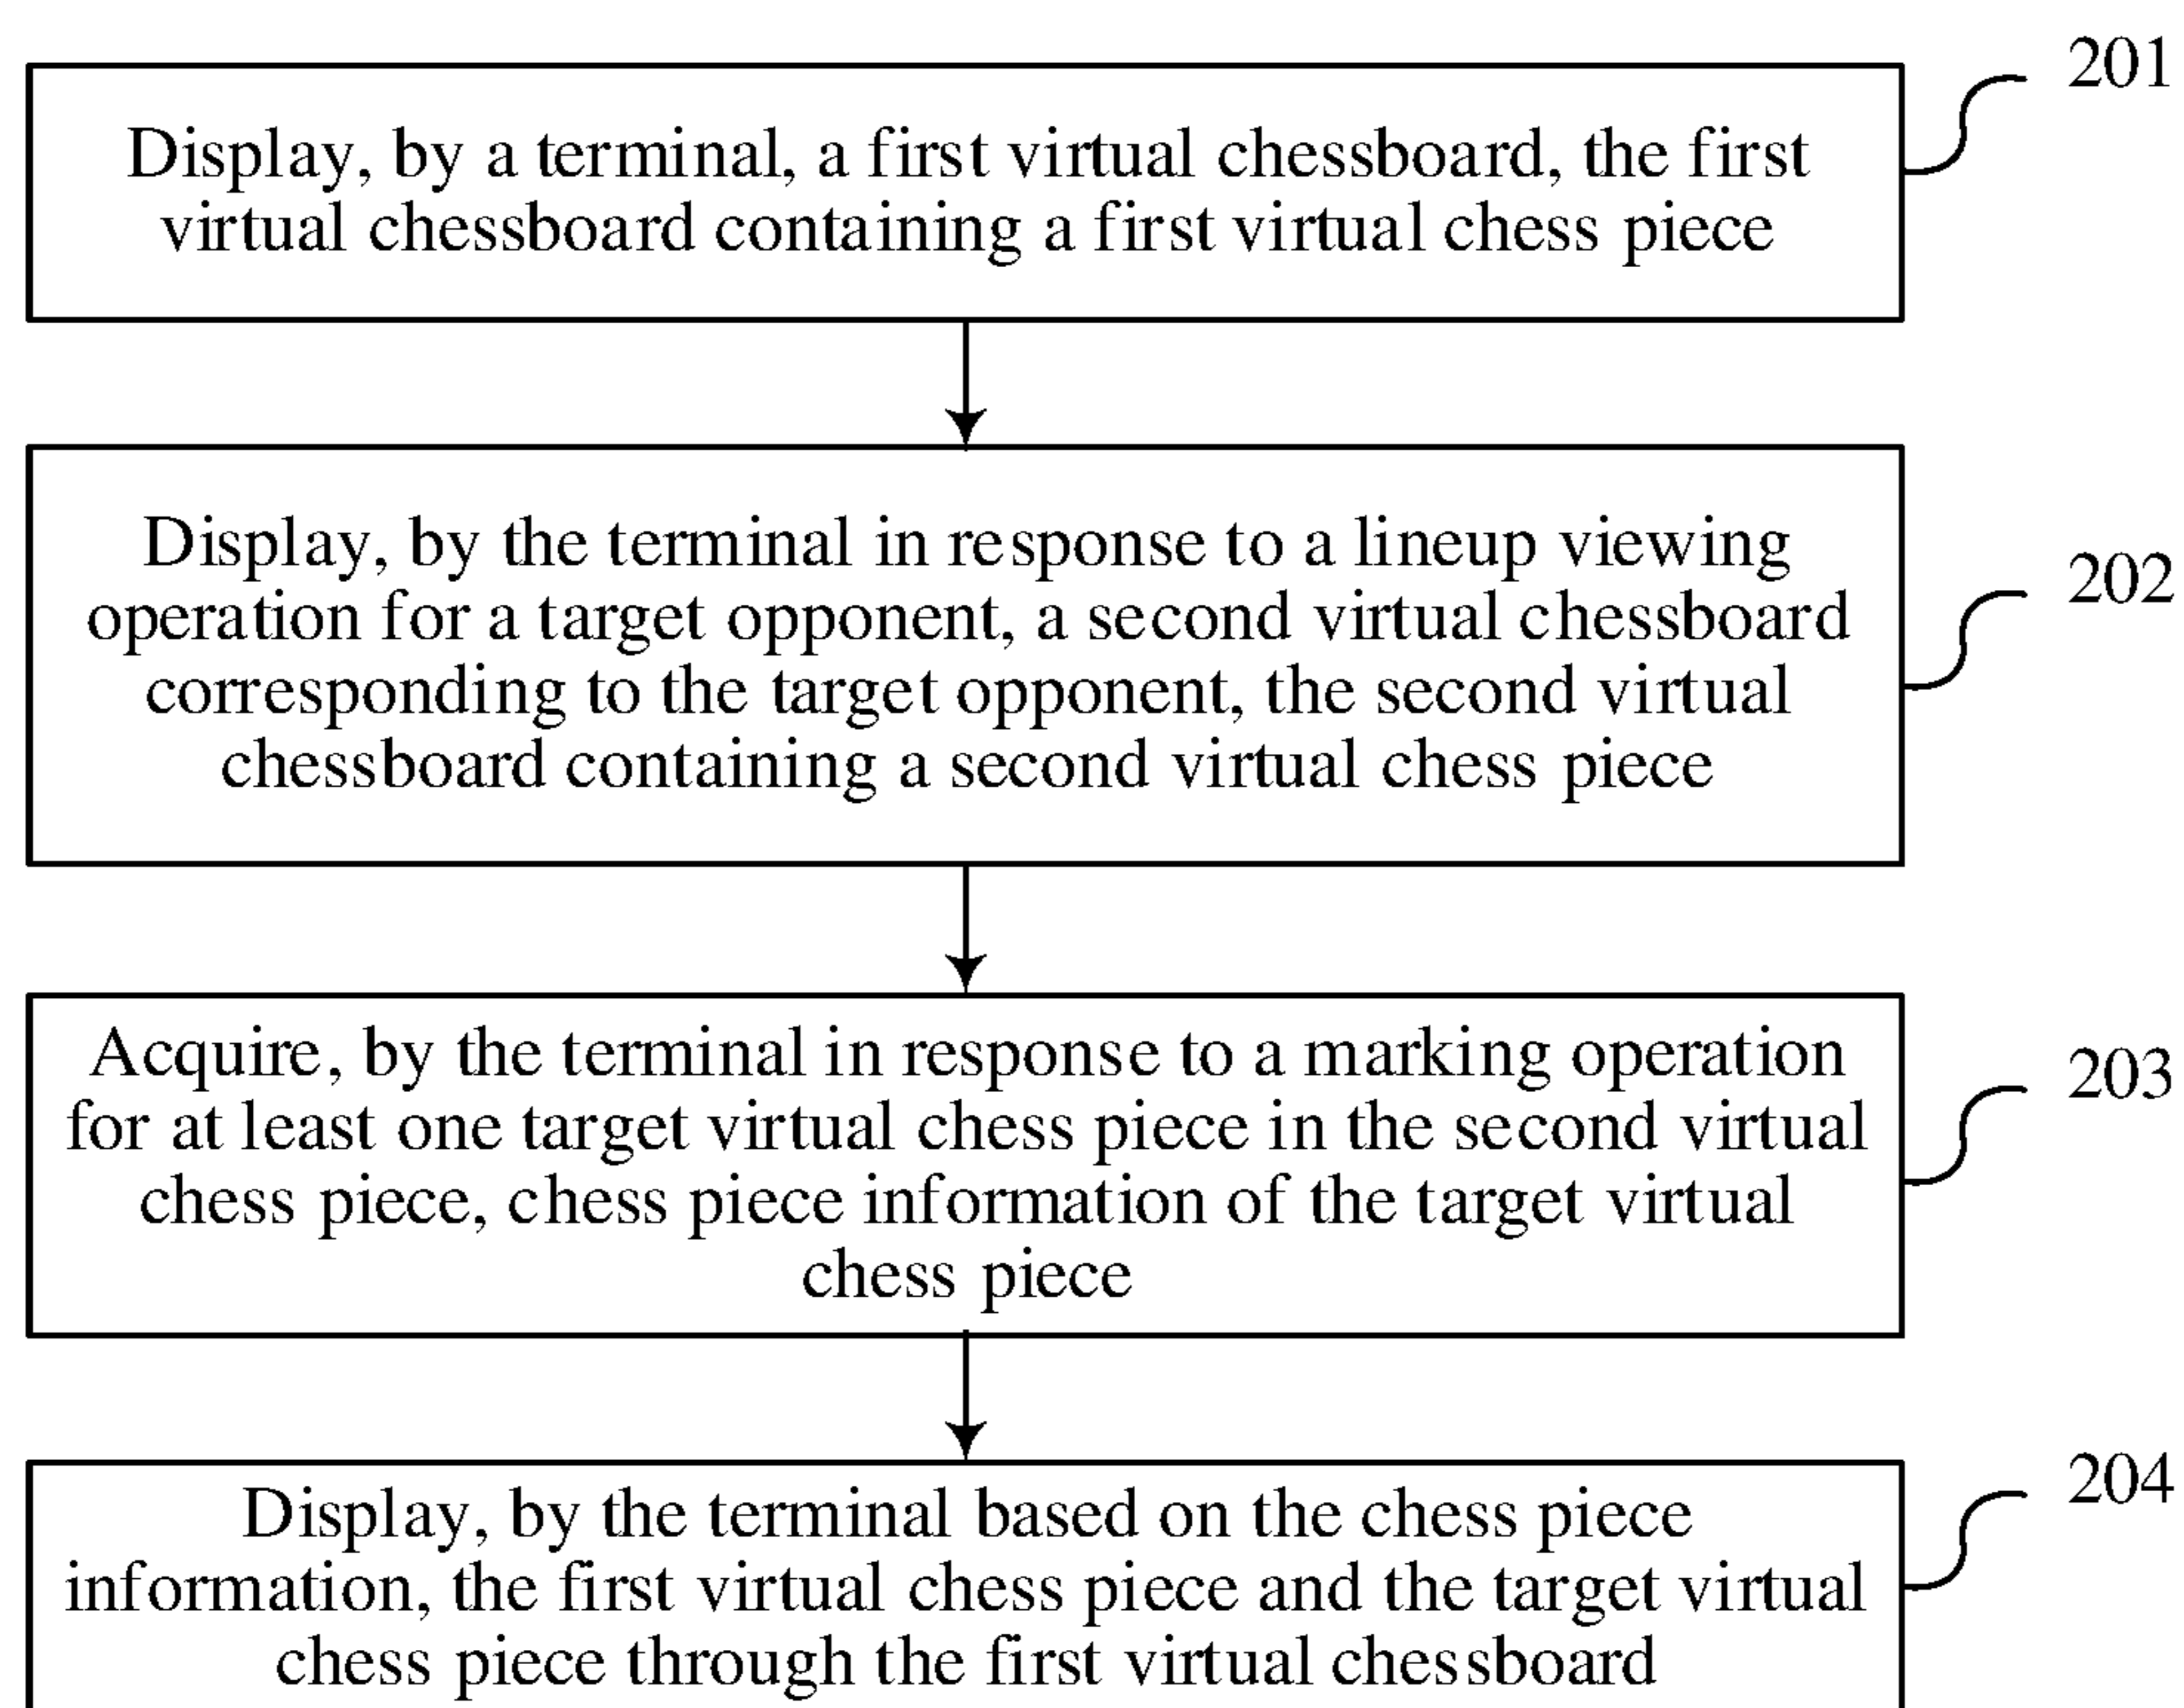 201
Display, by a terminal, a first virtual chessboard, the first
virtual chessboard containing a first virtual chess piece
202
Display, by the terminal in response to a lineup viewing
operation for a target opponent, a second virtual chessboard
corresponding to the target opponent, the second virtual
chessboard containing a second virtual chess piece
203
Acquire, by the terminal in response to a marking operation
for at least one target virtual chess piece in the second virtual
chess piece, chess piece information of the target virtual
chess piece
204
Display, by the terminal based on the chess piece
information, the first virtual chess piece and the target virtual
chess piece through the first virtual chessboard